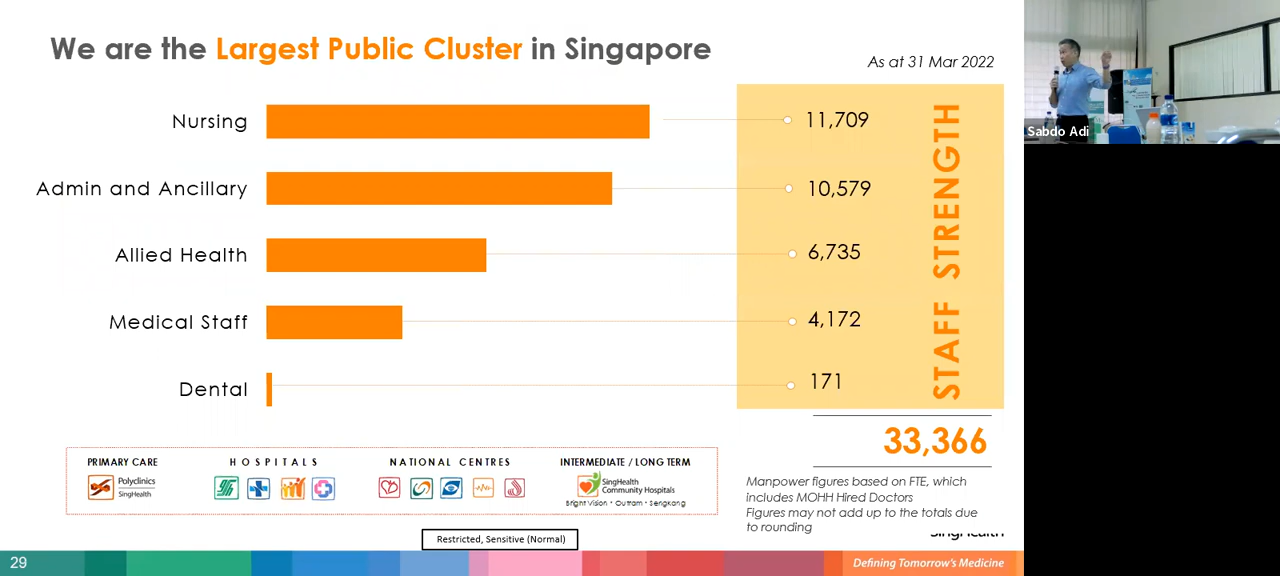 We are the Largest Public Cluster in Singapore
As at 31 Mar 2022
Nursing
11,709
Admin and Ancillary
10,579
Allied Health
6,735
Medical Staff
4,172
Dental
171
STAFF STRENGTH
33,366
Manpower figures based on FTE, which
includes MOHH Hired Doctors
Figures may not add up to the totals due
to rounding
PRIMARY CARE
Polyclinics
SingHealth
HOSPITALS
NATIONAL CENTRES
INTERMEDIATE / LONG TERM
SingHealth
Community Hospitals
Bright Vision • Outram • Sengkang
Restricted, Sensitive (Normal)
SingHealth
29
Defining Tomorrow's Medicine
Sabdo Adi